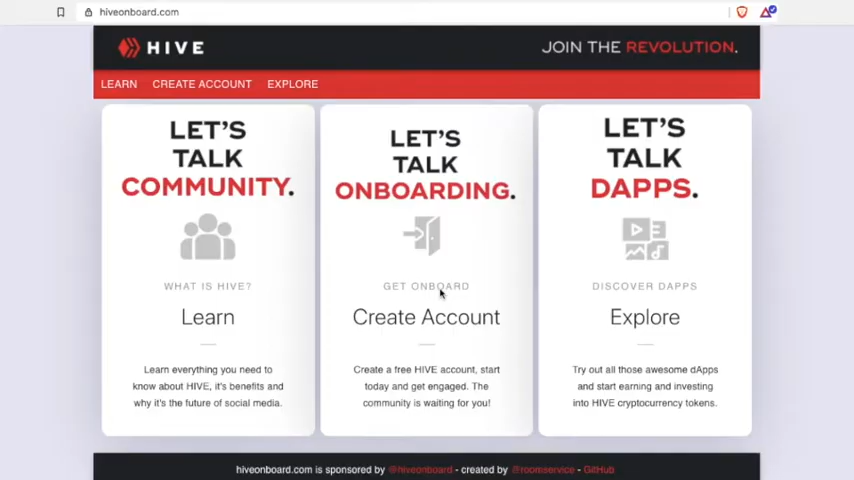 hiveonboard.com
HIVE
JOIN THE REVOLUTION.
LEARN CREATE ACCOUNT EXPLORE
LET'S
TALK
COMMUNITY.
WHAT IS HIVE?
Learn
Learn everything you need to
know about HIVE, it's benefits and
why it's the future of social media.
LET'S
TALK
ONBOARDING.
GET ONBOARD
Create Account
Create a free HIVE account, start
today and get engaged. The
community is waiting for you!
LET'S
TALK
DAPPS.
DISCOVER DAPPS
Explore
Try out all those awesome dApps
and start earning and investing
into HIVE cryptocurrency tokens.
hiveonboard.com is sponsored by @hiveonboard - created by @roomservice - GitHub